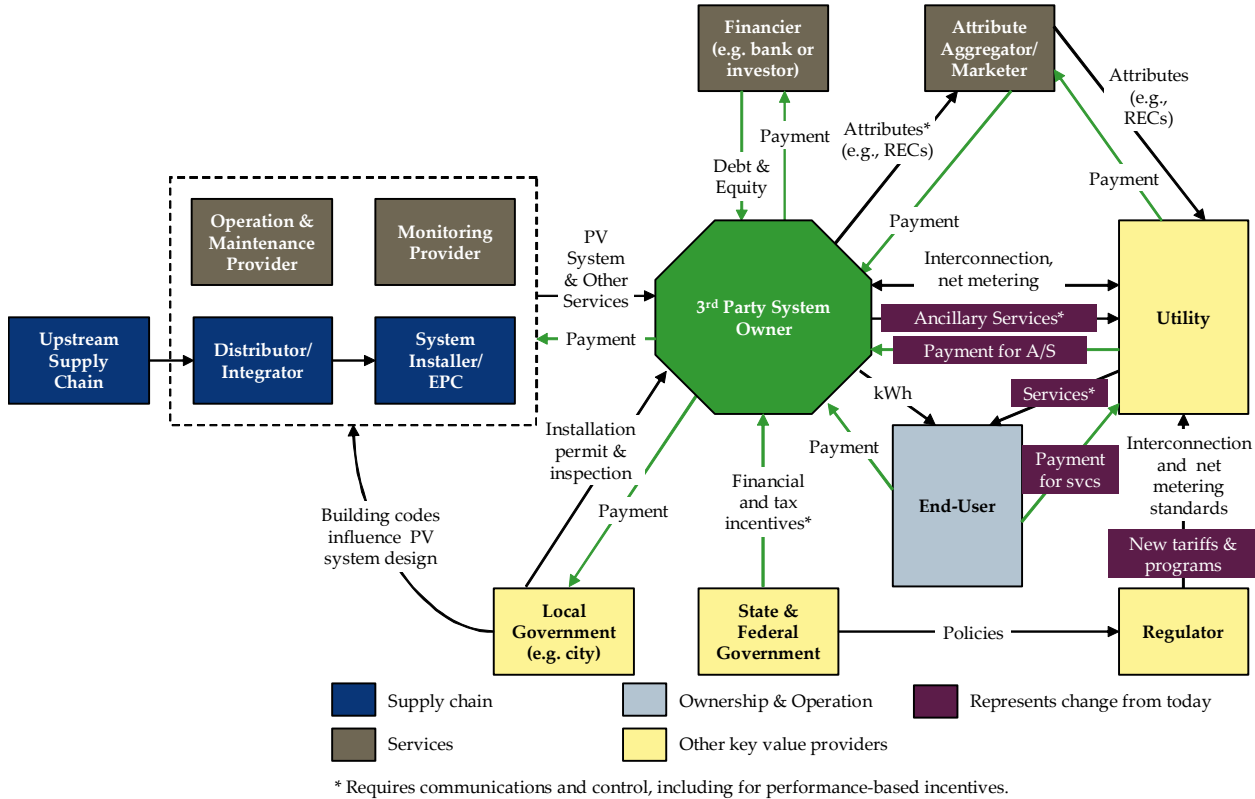 Financier
(e.g. bank or
investor)
Attribute
Aggregator/
Marketer
Attributes
(e.g.,
RECs)
Payment
Attributes*
(e.g., RECs)
Debt &
Equity
Payment
Payment
Operation &
Maintenance
Provider
Monitoring
Provider
PV
System
& Other
Services
Interconnection,
net metering
3rd Party System
Owner
Ancillary Services*
Utility
Upstream
Supply
Chain
Distributor/
Integrator
System
Installer/
EPC
Payment
Payment for A/S
kWh
Services*
Installation
permit &
inspection
Payment
Financial
and tax
incentives*
Payment
End-User
Payment
for svcs
Interconnection
and net
metering
standards
Building codes
influence PV
system design
New tariffs &
programs
Local
Government
(e.g. city)
State &
Federal
Government
Policies
Regulator
Supply chain
Ownership & Operation
Represents change from today
Services
Other key value providers
* Requires communications and control, including for performance-based incentives.